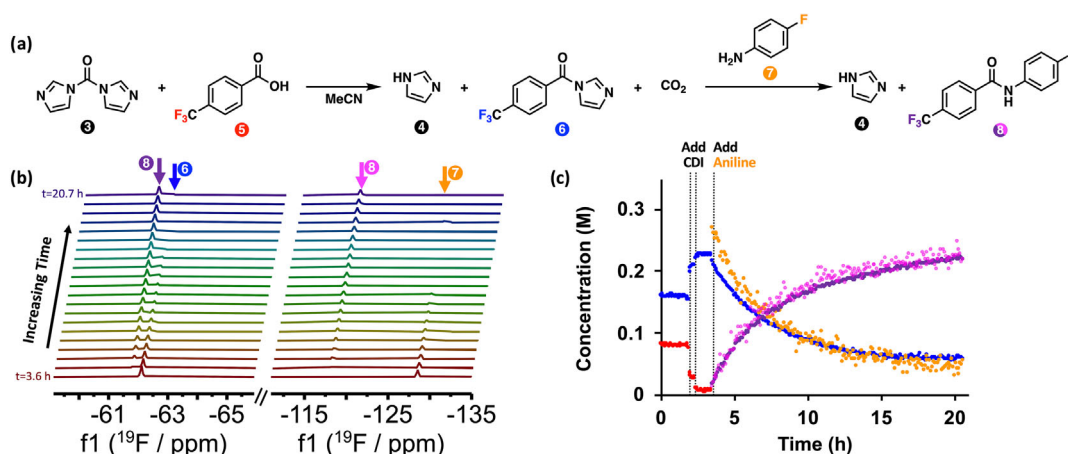 (a)
O
N N N N
3
+
O
OH
F₃C
5
MeCN
HN N
4
+
O
N N
F₃C
6
+ CO₂
F
H₂N
7
HN N
4
+
O
N
H
F₃C
8
(b)
8 6 8 7
t=20.7 h
Increasing Time
t=3.6 h
-61 -63 -65 -115 -125 -135
f1 (¹⁹F / ppm) f1 (¹⁹F / ppm)
(c)
Add Add
CDI Aniline
Concentration (M)
0.3
0.2
0.1
0
0 5 10 15 20
Time (h)